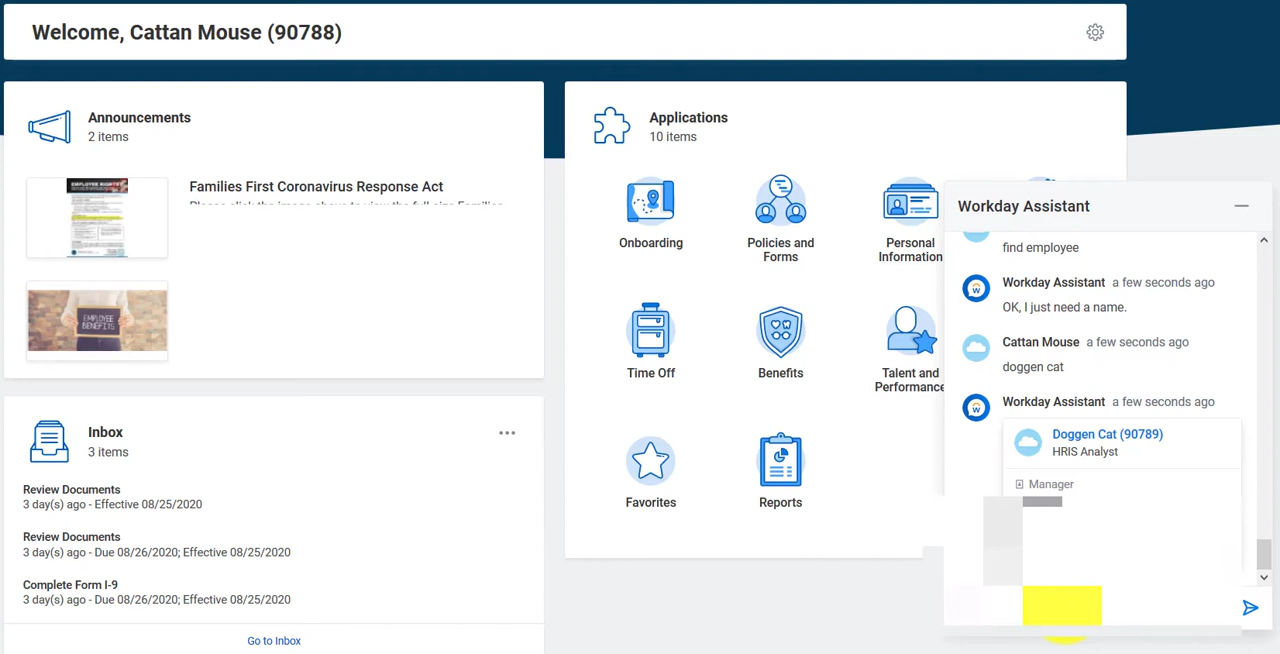 Welcome, Cattan Mouse (90788)
Announcements
2 items
Families First Coronavirus Response Act
EMPLOYEE
BENEFITS
Inbox
3 items
Review Documents
3 day(s) ago - Effective 08/25/2020
Review Documents
3 day(s) ago - Due 08/26/2020; Effective 08/25/2020
Complete Form I-9
3 day(s) ago - Due 08/26/2020; Effective 08/25/2020
Go to Inbox
Applications
10 items
Onboarding
Policies and
Forms
Personal
Information
Time Off
Benefits
Talent and
Performance
Favorites
Reports
Workday Assistant
find employee
Workday Assistant a few seconds ago
OK, I just need a name.
Cattan Mouse a few seconds ago
doggen cat
Workday Assistant a few seconds ago
Doggen Cat (90789)
HRIS Analyst
Manager